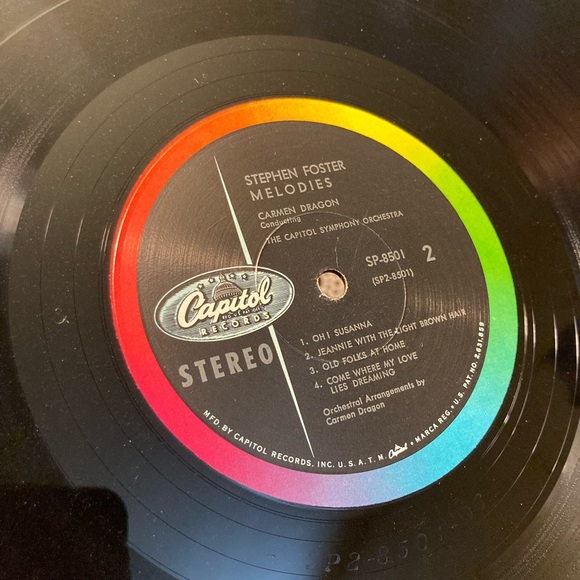 STEPHEN FOSTER
MELODIES
CARMEN DRAGON
Conducting
THE CAPITOL SYMPHONY ORCHESTRA
SP-8501
(SP2-8501)
2
Capitol
RECORDS
STEREO
1. OH! SUSANNA
2. JEANNIE WITH THE LIGHT BROWN HAIR
3. OLD FOLKS AT HOME
4. COME WHERE MY LOVE
LIES DREAMING
Orchestral Arrangements by
Carmen Dragon
MFD. BY CAPITOL RECORDS, INC. U.S.A. T.M. Capitol MARCA REG. • U.S. PAT. NO. 2,631,859
P2-8501